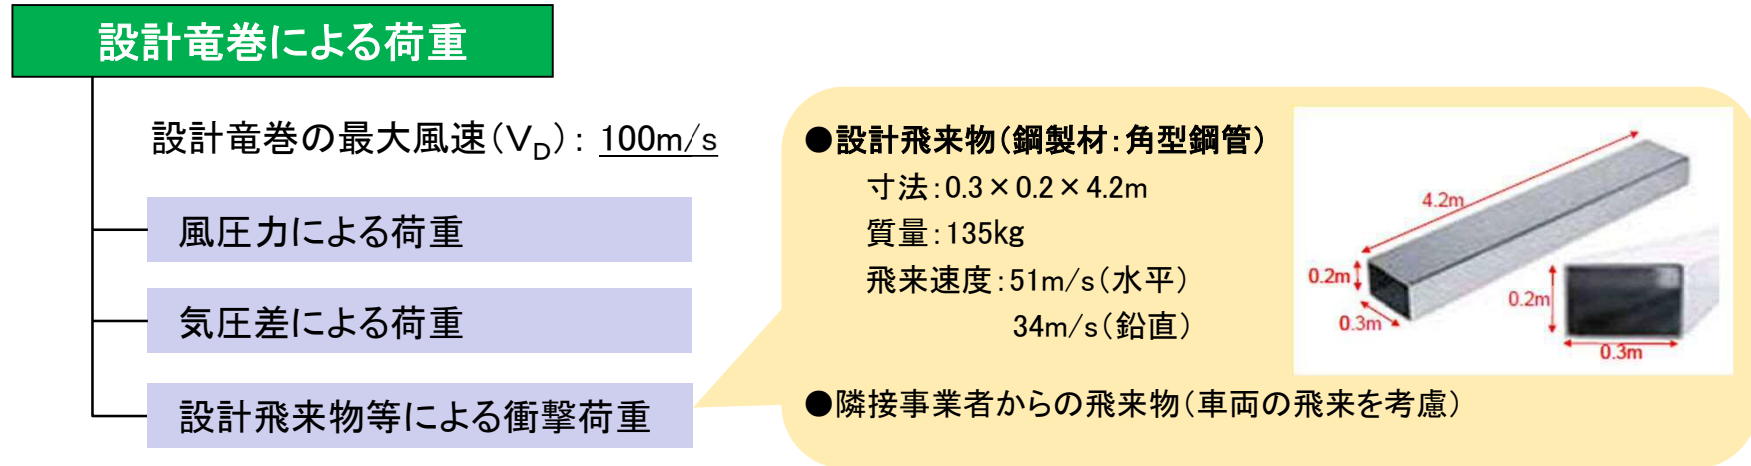 設計竜巻による荷重
設計竜巻の最大風速(VD): 100m/s
風圧力による荷重
気圧差による荷重
設計飛来物等による衝撃荷重
●設計飛来物(鋼製材:角型鋼管)
寸法:0.3×0.2×4.2m
質量:135kg
飛来速度:51m/s(水平)
34m/s(鉛直)
●隣接事業者からの飛来物(車両の飛来を考慮)
4.2m
0.2m
0.3m
0.2m
0.3m